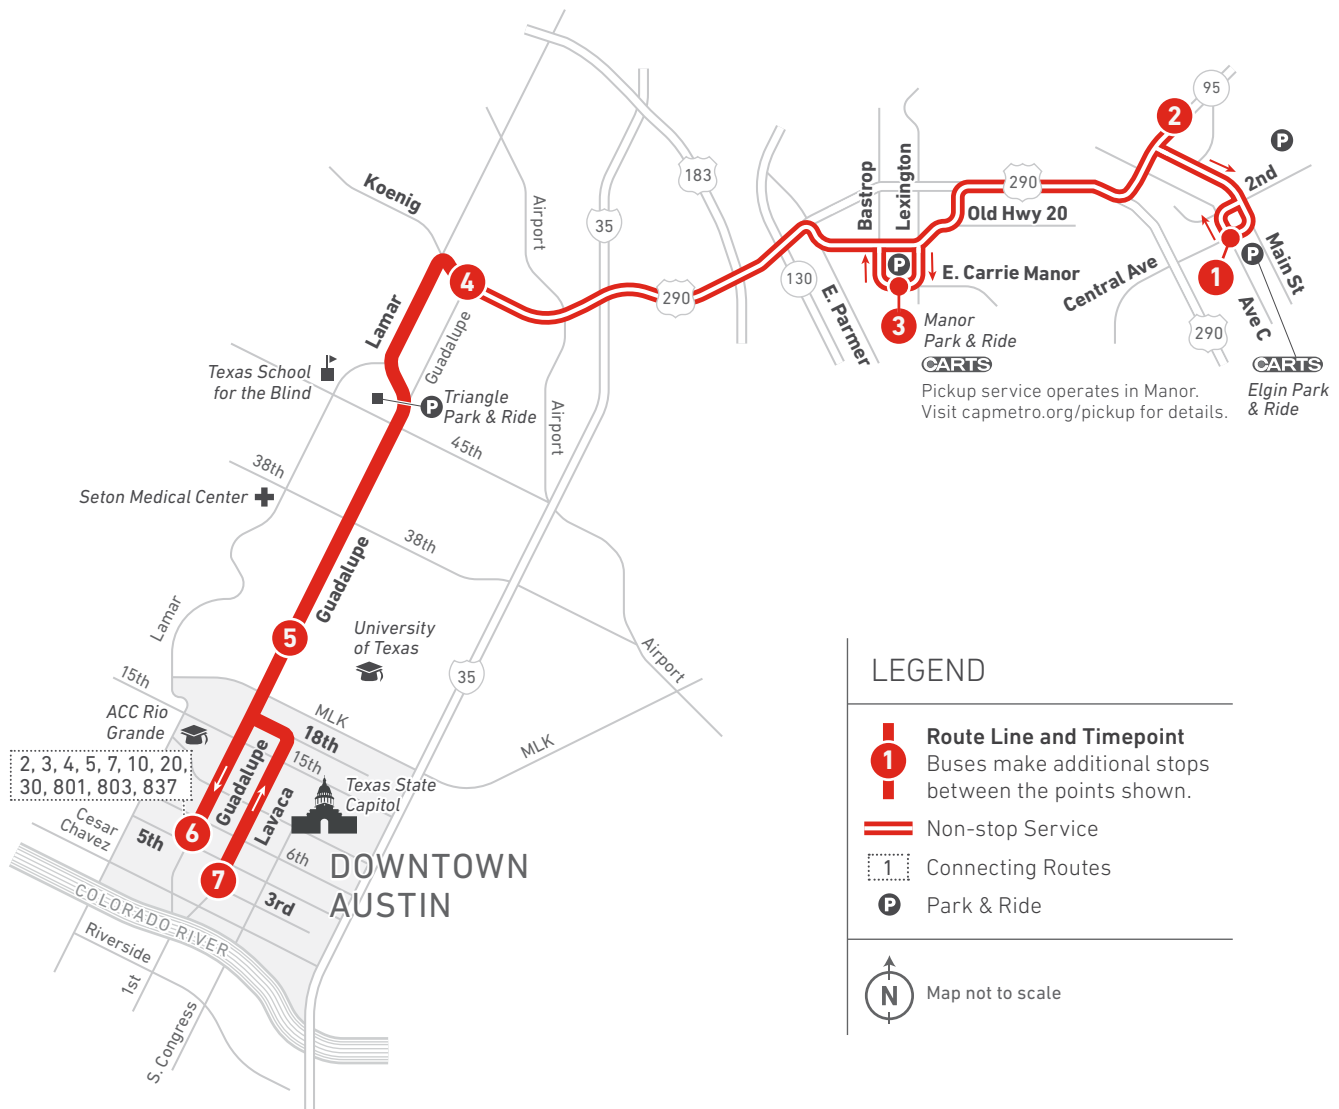 95
2
P
2nd
183
Koenig
Airport
35
Bastrop
Lexington
290
Old Hwy 20
Main St
1
P
Central Ave
Ave C
290
CARTS
Elgin Park
& Ride
4
290
130
E. Parmer
P
E. Carrie Manor
3
Manor
Park & Ride
CARTS
Pickup service operates in Manor.
Visit capmetro.org/pickup for details.
Lamar
Guadalupe
Texas School
for the Blind
P
Triangle
Park & Ride
Airport
45th
38th
Seton Medical Center
38th
Guadalupe
Lamar
5
University
of Texas
Airport
35
15th
MLK
18th
MLK
ACC Rio
Grande
2, 3, 4, 5, 7, 10, 20,
30, 801, 803, 837
Guadalupe
15th
Lavaca
Texas State
Capitol
Cesar
Chavez
5th
6
6th
7
3rd
DOWNTOWN
AUSTIN
COLORADO RIVER
Riverside
1st
S. Congress
LEGEND
1
Route Line and Timepoint
Buses make additional stops
between the points shown.
Non-stop Service
1
Connecting Routes
P
Park & Ride
N
Map not to scale